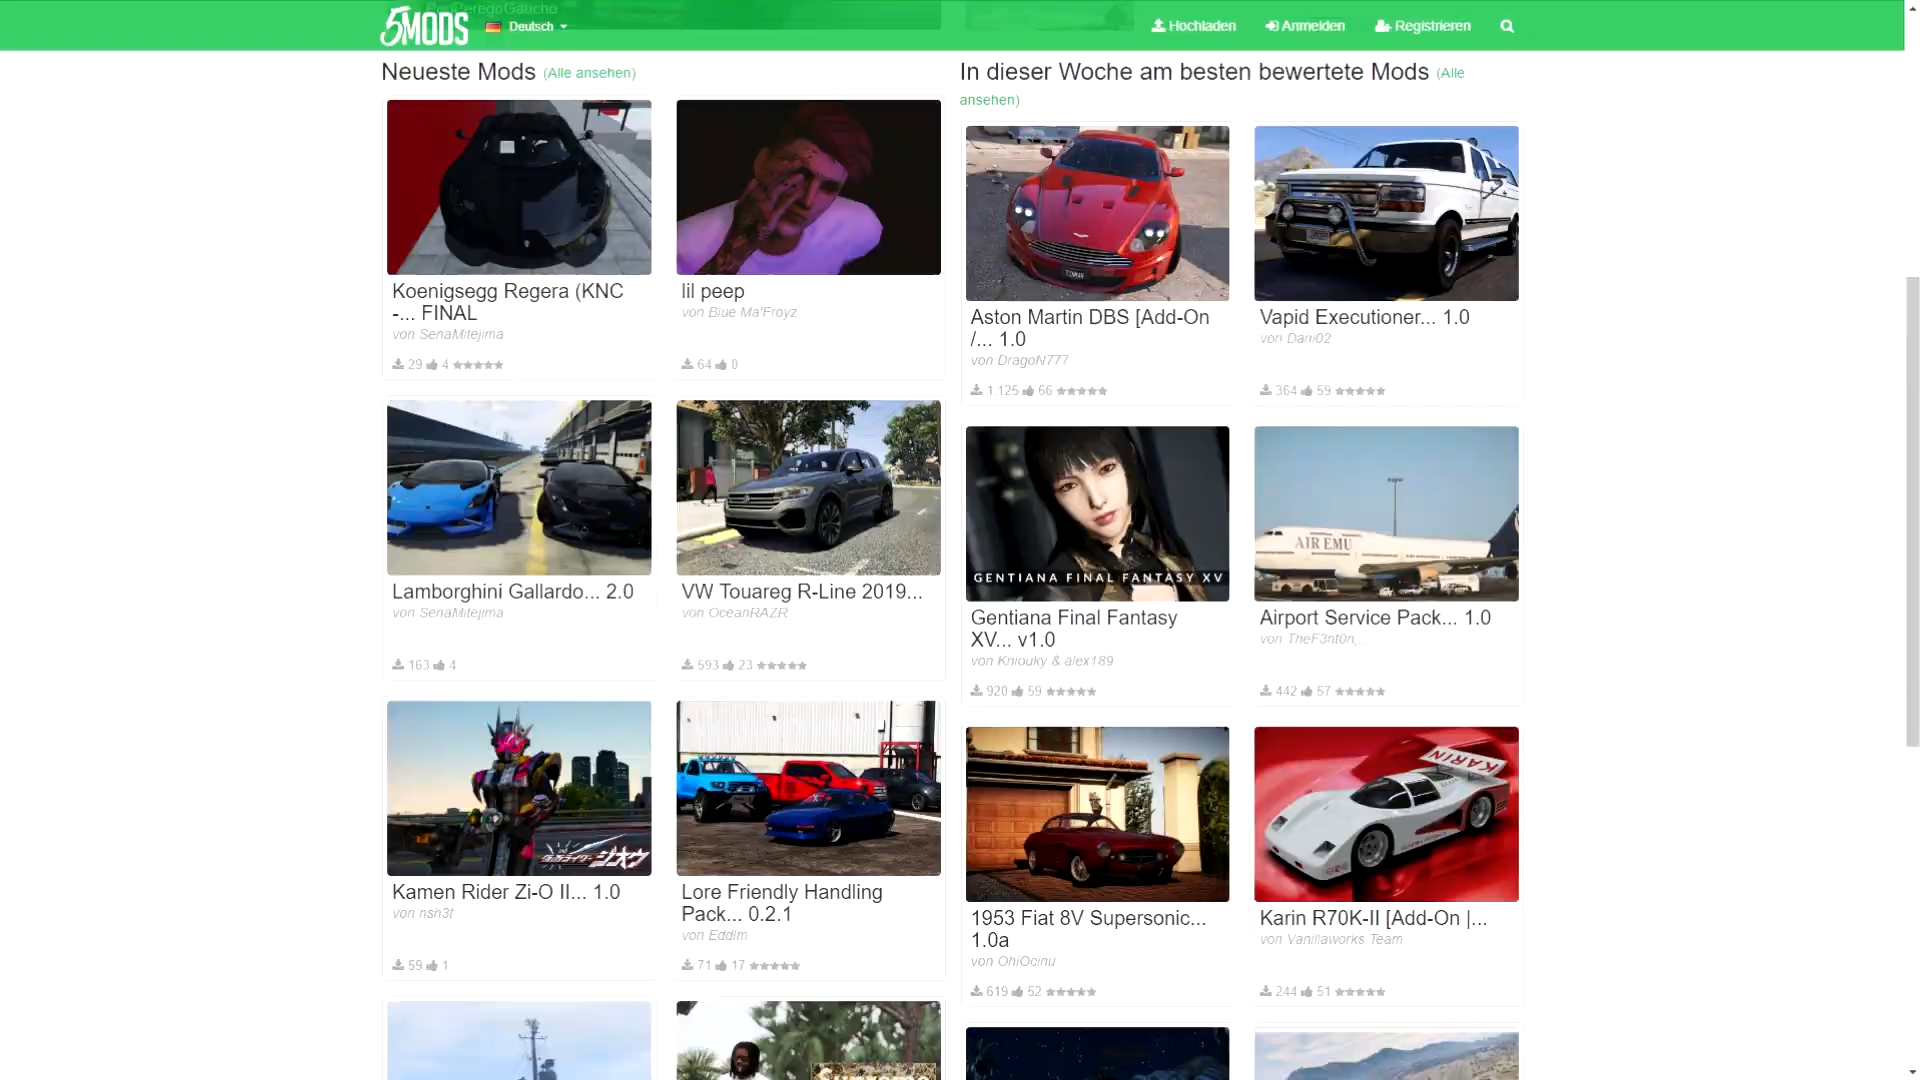 5MODS
Deutsch
Hochladen
Anmelden
Registrieren
Neueste Mods (Alle ansehen)
Koenigsegg Regera (KNC
-... FINAL
von SenaMitejima
29 4
lil peep
von Blue Ma'Froyz
64 0
Lamborghini Gallardo... 2.0
von SenaMitejima
163 4
VW Touareg R-Line 2019...
von OceanRAZR
593 23
Kamen Rider Zi-O II... 1.0
von nsh3t
59 1
Lore Friendly Handling
Pack... 0.2.1
von Eddlm
71 17
In dieser Woche am besten bewertete Mods (Alle
ansehen)
Aston Martin DBS [Add-On
/... 1.0
von DragoN777
1.125 66
Vapid Executioner... 1.0
von Dani02
364 59
GENTIANA FINAL FANTASY XV
Gentiana Final Fantasy
XV... v1.0
von Kniouky & alex189
920 59
AIR EMU
Airport Service Pack... 1.0
von TheF3nt0n,...
442 57
1953 Fiat 8V Supersonic...
1.0a
von OhiOcinu
619 52
KARIN
Karin R70K-II [Add-On |...
von Vanillaworks Team
244 51